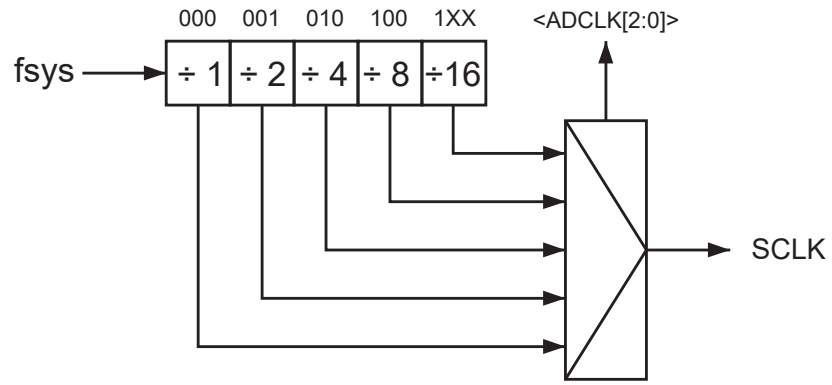 000 001 010 100 1XX <ADCLK[2:0]>
fsys ÷ 1 ÷ 2 ÷ 4 ÷ 8 ÷16
SCLK